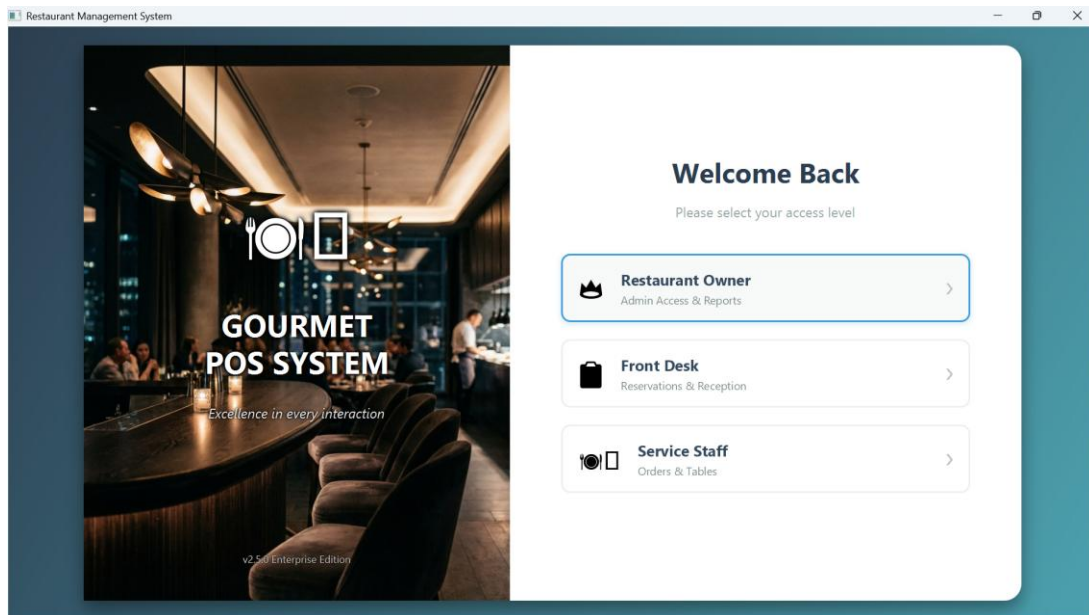 Restaurant Management System
GOURMET
POS SYSTEM
Excellence in every interaction
v2.5.0 Enterprise Edition
Welcome Back
Please select your access level
Restaurant Owner
Admin Access & Reports
Front Desk
Reservations & Reception
Service Staff
Orders & Tables